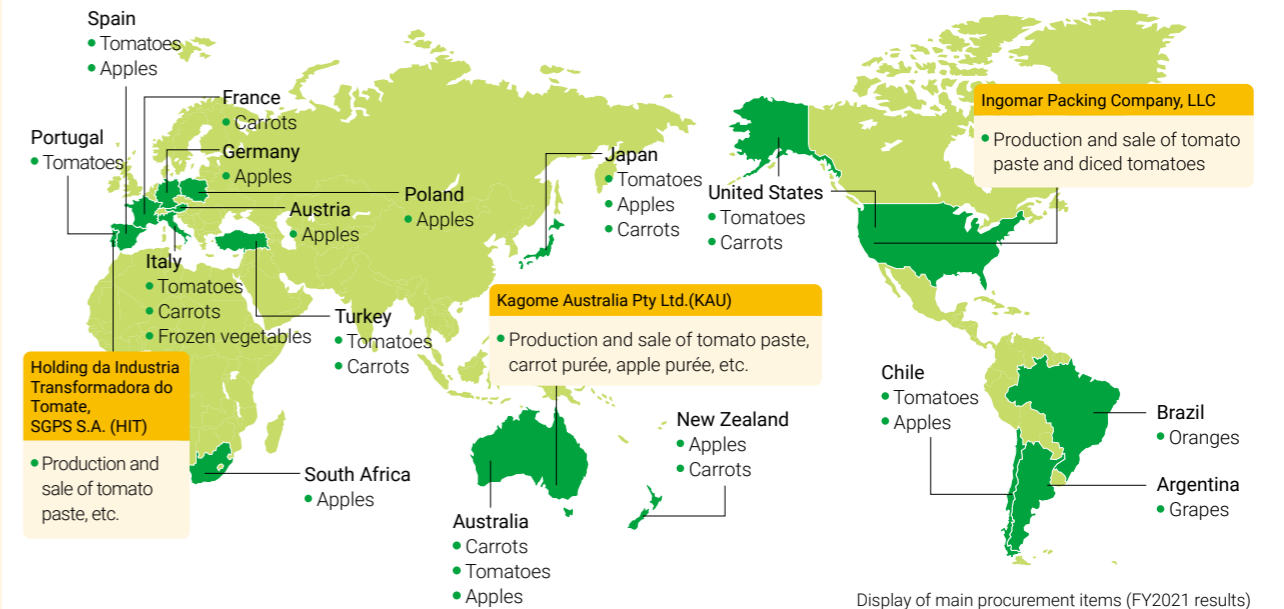 Spain
• Tomatoes
• Apples
France
• Carrots
Portugal
• Tomatoes
Germany
• Apples
Poland
• Apples
Austria
• Apples
Italy
• Tomatoes
• Carrots
• Frozen vegetables
Turkey
• Tomatoes
• Carrots
Holding da Industria
Transformadora do
Tomate,
SGPS S.A. (HIT)
• Production and
sale of tomato
paste, etc.
South Africa
• Apples
Japan
• Tomatoes
• Apples
• Carrots
Kagome Australia Pty Ltd.(KAU)
• Production and sale of tomato paste,
carrot purée, apple purée, etc.
Australia
• Carrots
• Tomatoes
• Apples
New Zealand
• Apples
• Carrots
United States
• Tomatoes
• Carrots
Ingomar Packing Company, LLC
• Production and sale of tomato
paste and diced tomatoes
Chile
• Tomatoes
• Apples
Brazil
• Oranges
Argentina
• Grapes
Display of main procurement items (FY2021 results)